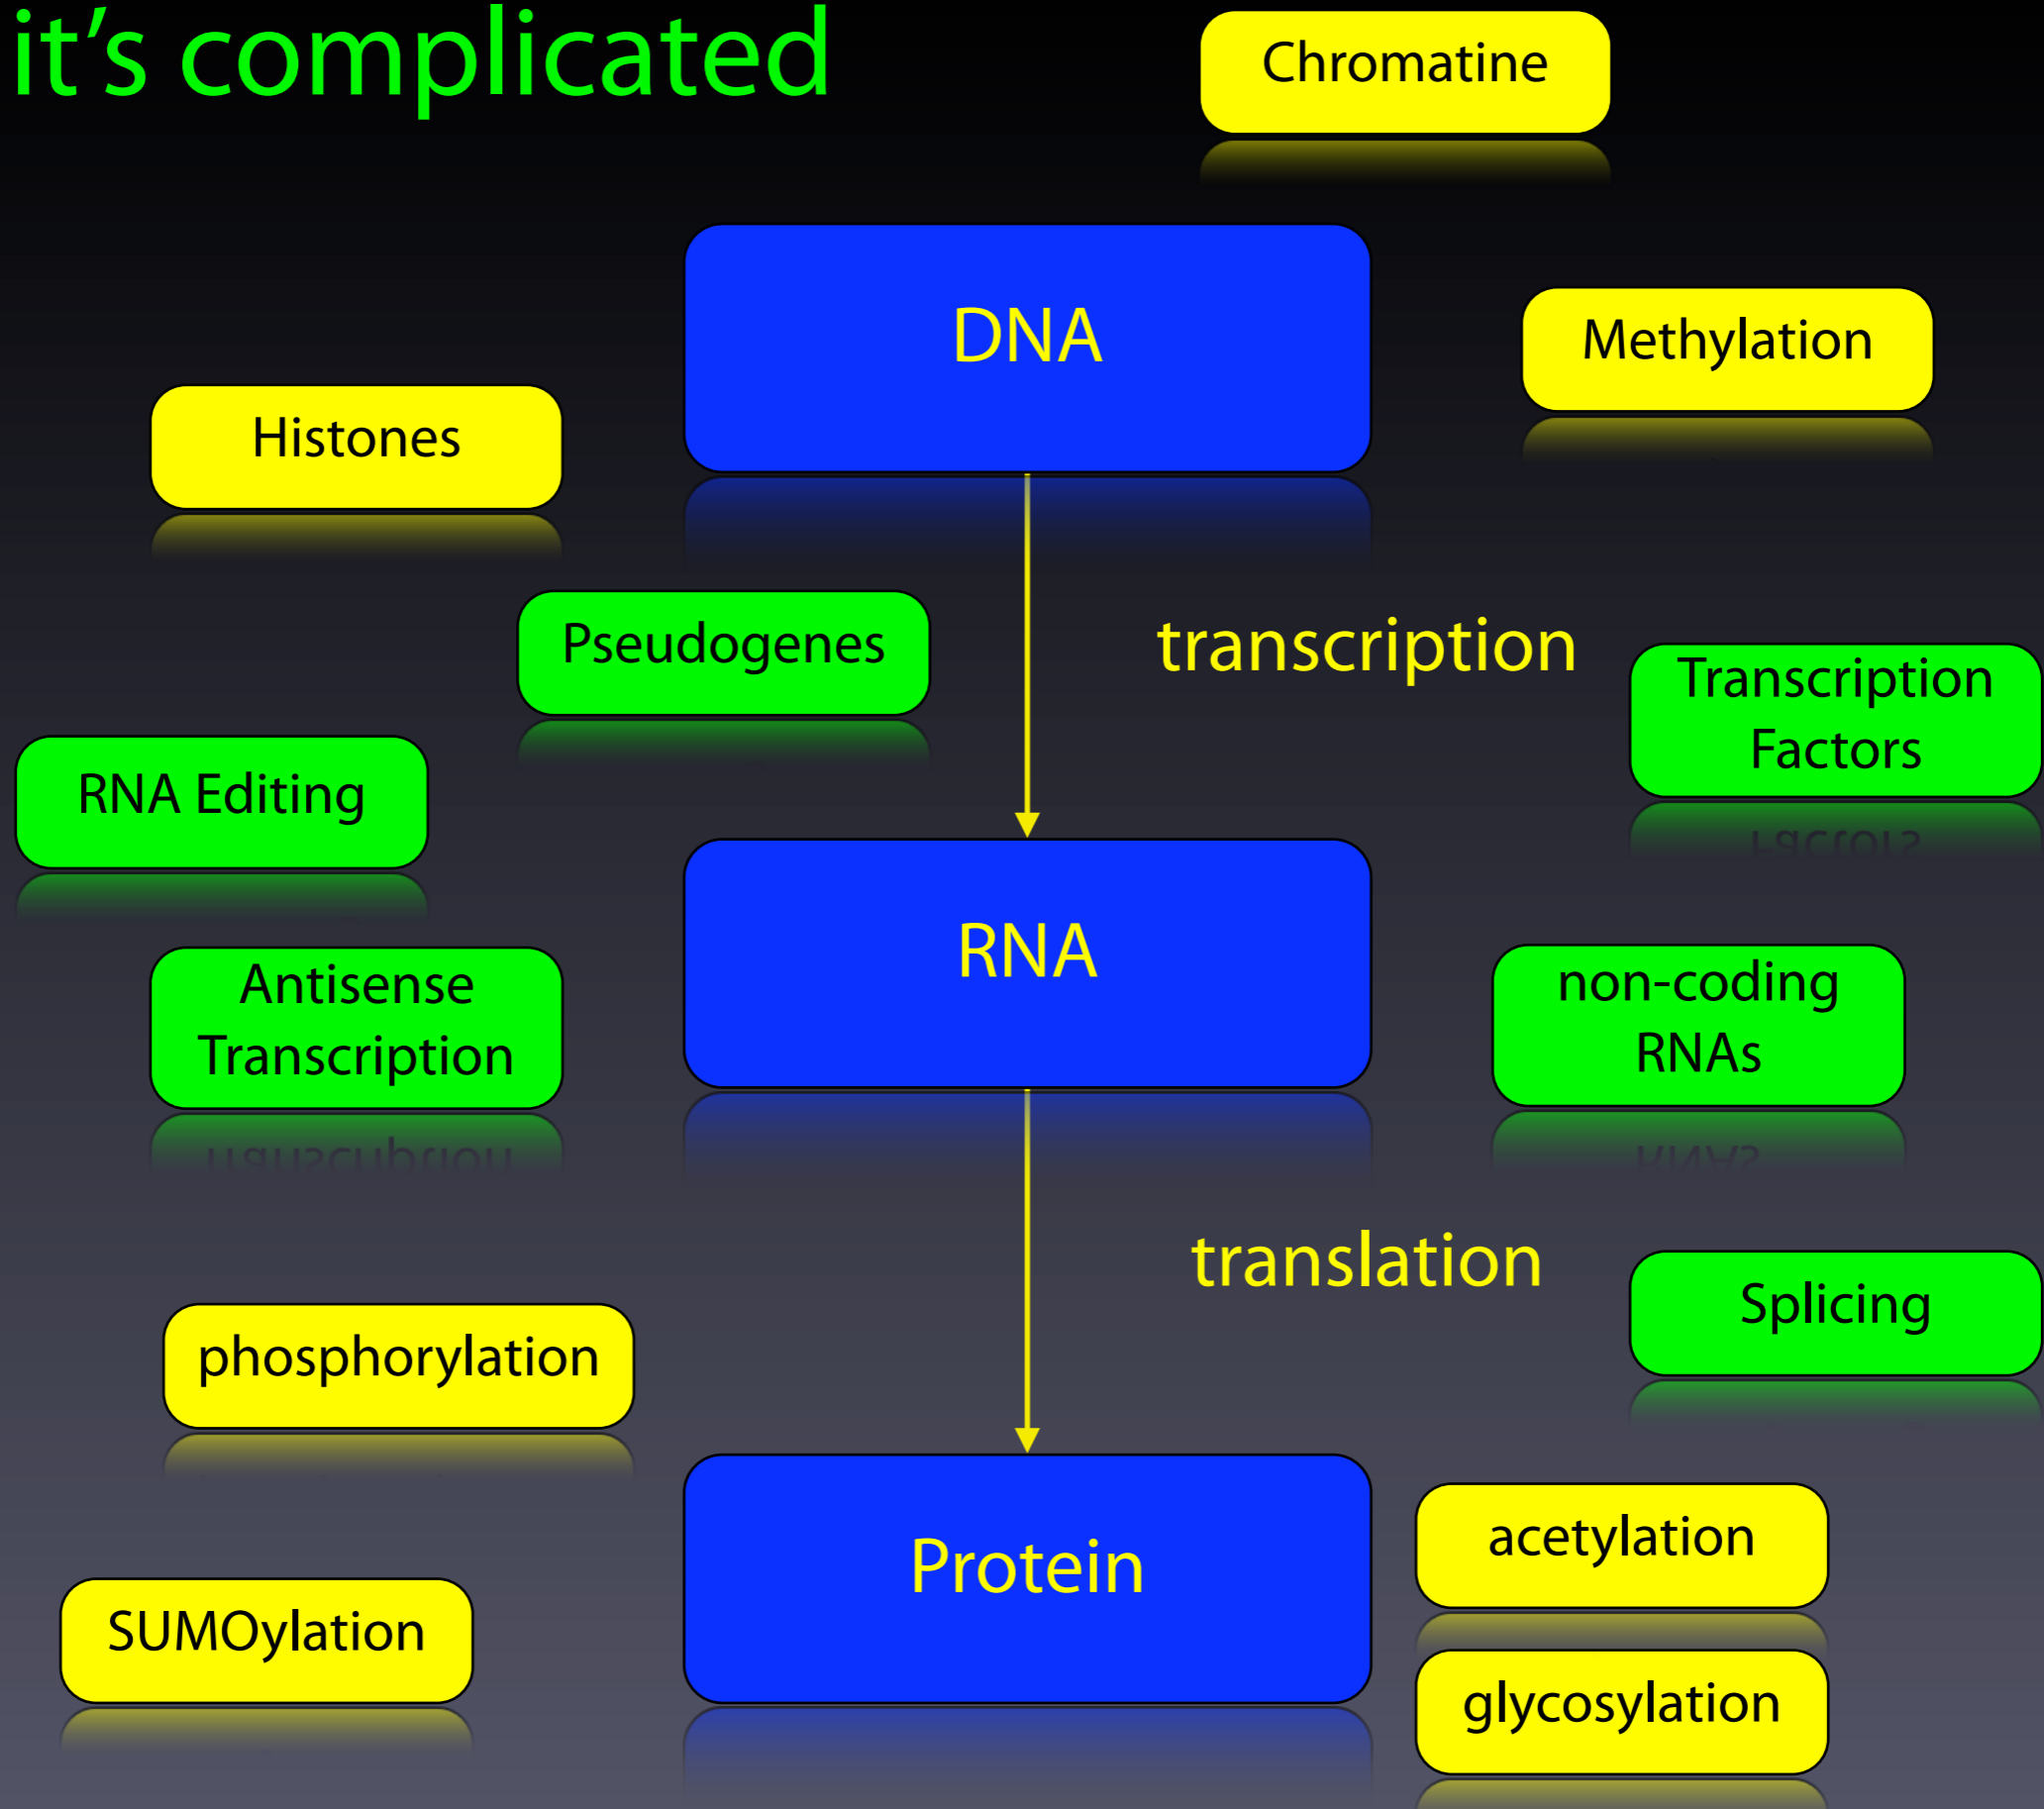 it’s complicated
Chromatine
DNA
Methylation
Histones
Pseudogenes
transcription
Transcription
Factors
RNA Editing
RNA
Antisense
Transcription
non-coding
RNAs
translation
Splicing
phosphorylation
Protein
acetylation
SUMOylation
glycosylation